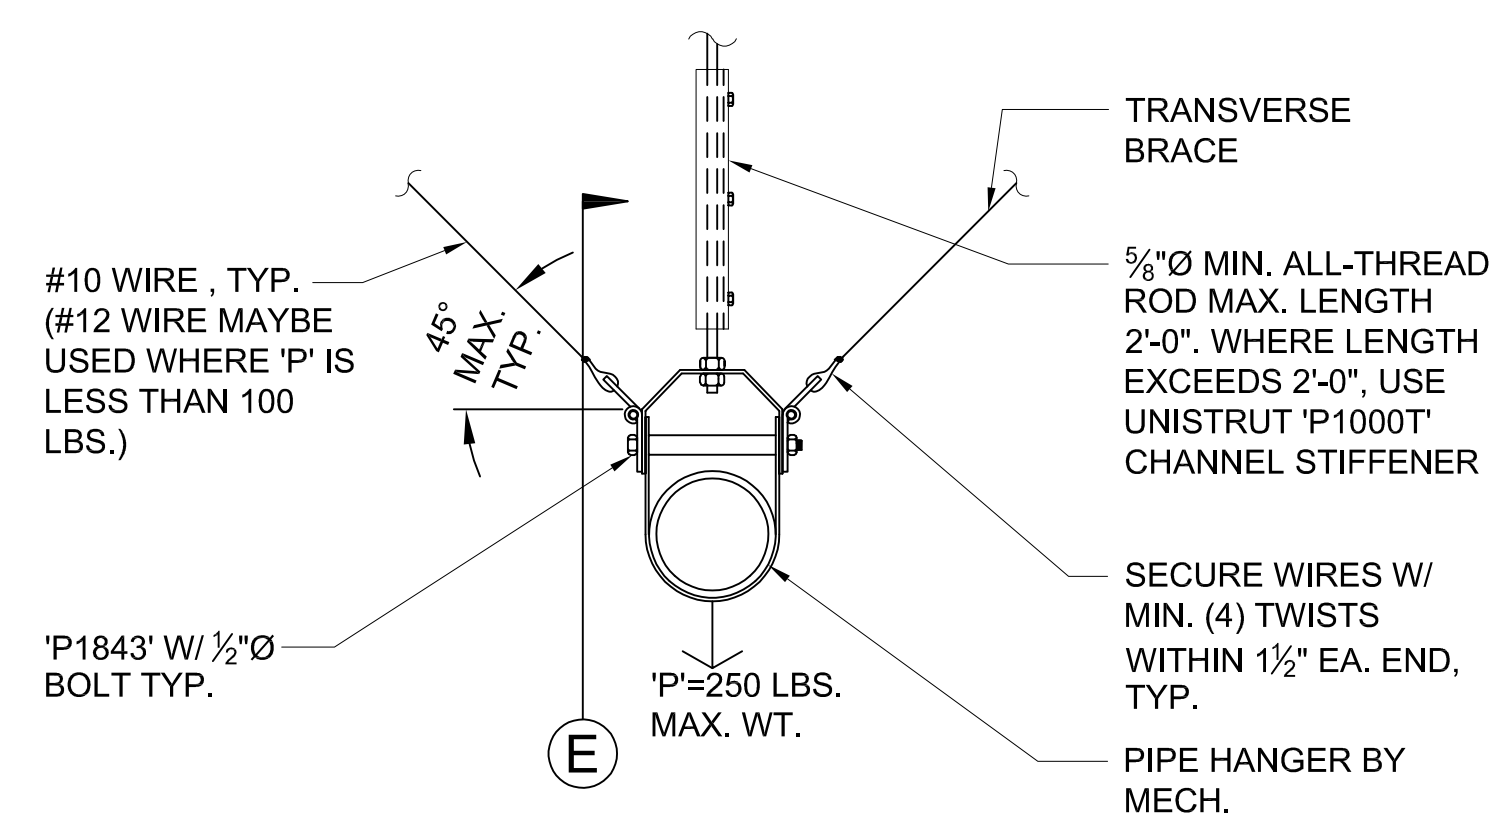 #10 WIRE , TYP.
(#12 WIRE MAYBE
USED WHERE 'P' IS
LESS THAN 100
LBS.)
45°
MAX.
TYP.
'P1843' W/ ½"Ø
BOLT TYP.
E
'P'=250 LBS.
MAX. WT.
TRANSVERSE
BRACE
⅝"Ø MIN. ALL-THREAD
ROD MAX. LENGTH
2'-0". WHERE LENGTH
EXCEEDS 2'-0", USE
UNISTRUT 'P1000T'
CHANNEL STIFFENER
SECURE WIRES W/
MIN. (4) TWISTS
WITHIN 1½" EA. END,
TYP.
PIPE HANGER BY
MECH.